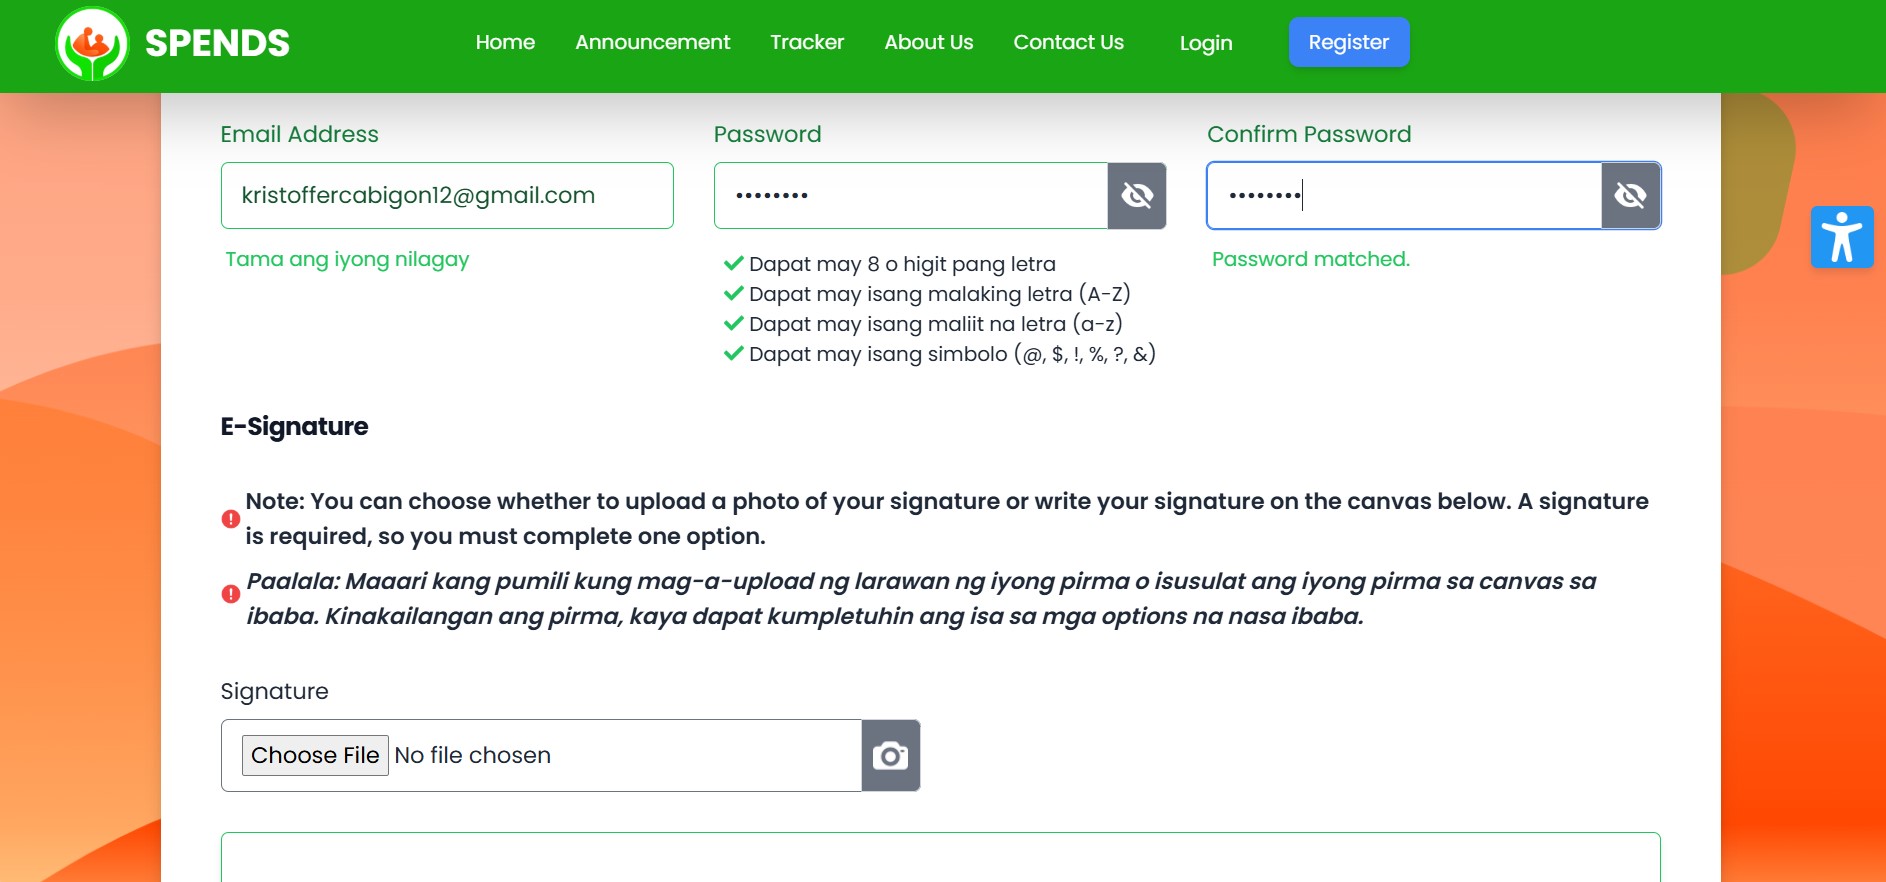 SPENDS
Home
Announcement
Tracker
About Us
Contact Us
Login
Register
Email Address
Password
Confirm Password
kristoffercabigon12@gmail.com
••••••••
••••••••
Tama ang iyong nilagay
Dapat may 8 o higit pang letra
Dapat may isang malaking letra (A-Z)
Dapat may isang maliit na letra (a-z)
Dapat may isang simbolo (@, $, !, %, ?, &)
Password matched.
E-Signature
Note: You can choose whether to upload a photo of your signature or write your signature on the canvas below. A signature
is required, so you must complete one option.
Paalala: Maaari kang pumili kung mag-a-upload ng larawan ng iyong pirma o isusulat ang iyong pirma sa canvas sa
ibaba. Kinakailangan ang pirma, kaya dapat kumpletuhin ang isa sa mga options na nasa ibaba.
Signature
Choose File No file chosen